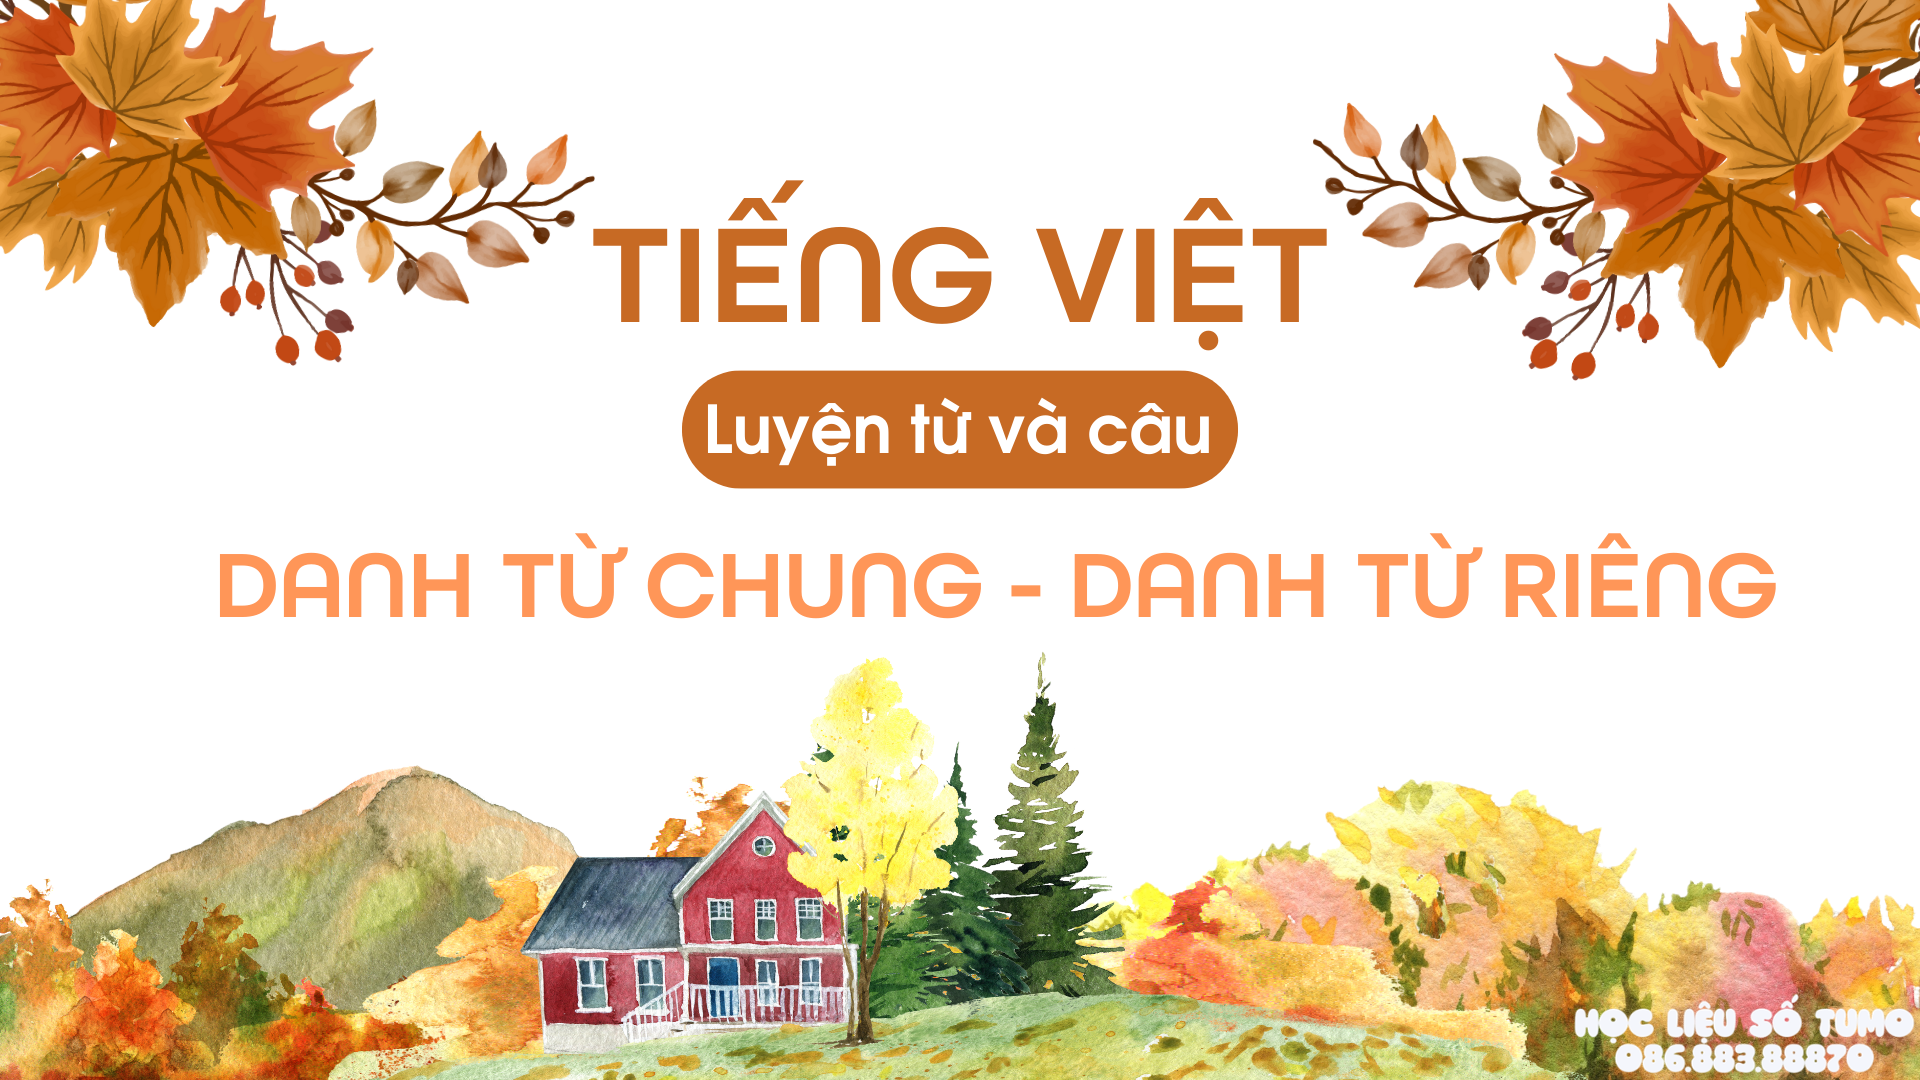 TIẾNG VIỆT
Luyện từ và câu
DANH TỪ CHUNG - DANH TỪ RIÊNG
HỌC LIỆU SỐ TUMO
086.883.88870